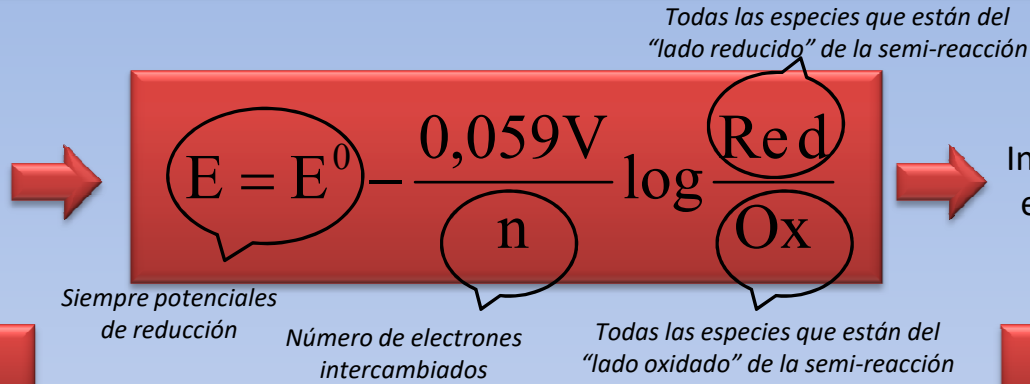 Todas las especies que están del
“lado reducido” de la semi-reacción
E = E⁰ − 0,059V / n log Red / Ox
Siempre potenciales
de reducción
Número de electrones
intercambiados
Todas las especies que están del
“lado oxidado” de la semi-reacción